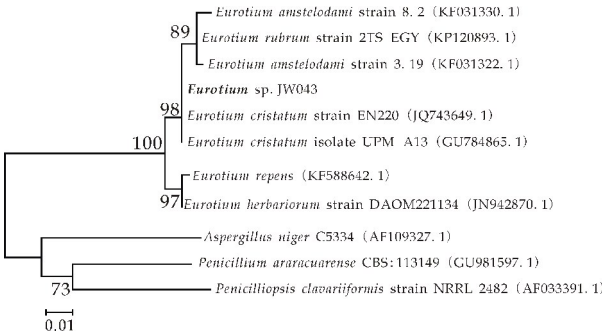 Eurotium amstelodami strain 8. 2 (KF031330. 1)
89
Eurotium rubrum strain 2TS EGY (KP120893. 1)
Eurotium amstelodami strain 3. 19 (KF031322. 1)
Eurotium sp. JW043
98
Eurotium cristatum strain EN220 (JQ743649. 1)
Eurotium cristatum isolate UPM A13 (GU784865. 1)
100
Eurotium repens (KF588642. 1)
97
Eurotium herbariorum strain DAOM221134 (JN942870. 1)
Aspergillus niger C5334 (AF109327. 1)
Penicillium araracuarense CBS:113149 (GU981597. 1)
73
Penicilliopsis clavariiformis strain NRRL 2482 (AF033391. 1)
0.01